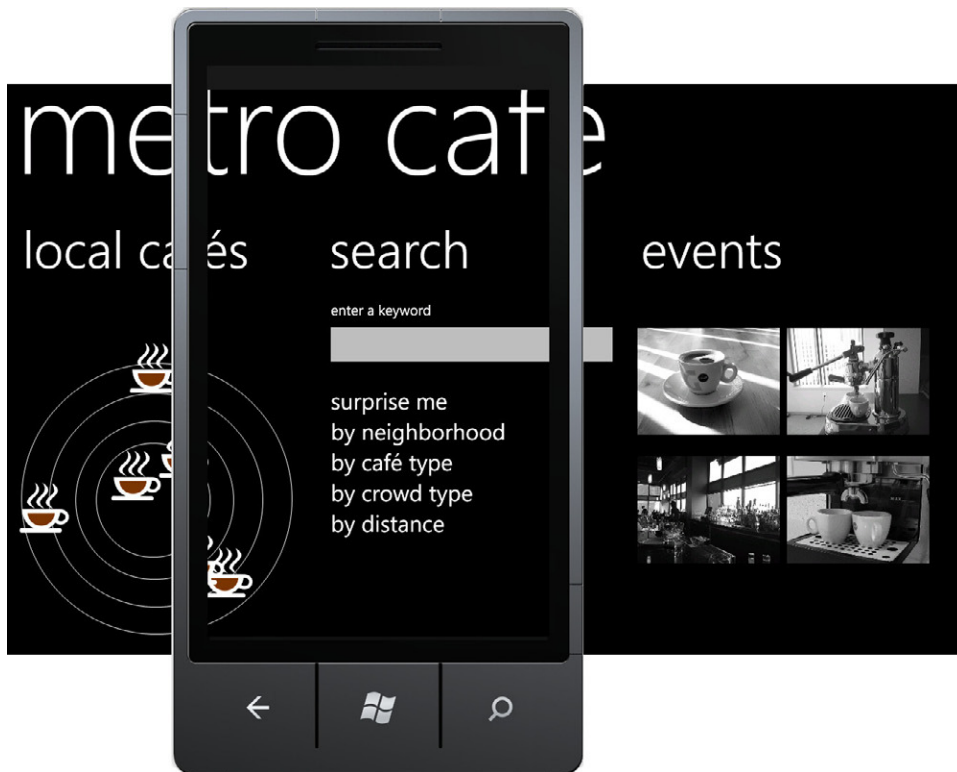 metro cafe
local cafés
search
events
enter a keyword
surprise me
by neighborhood
by café type
by crowd type
by distance